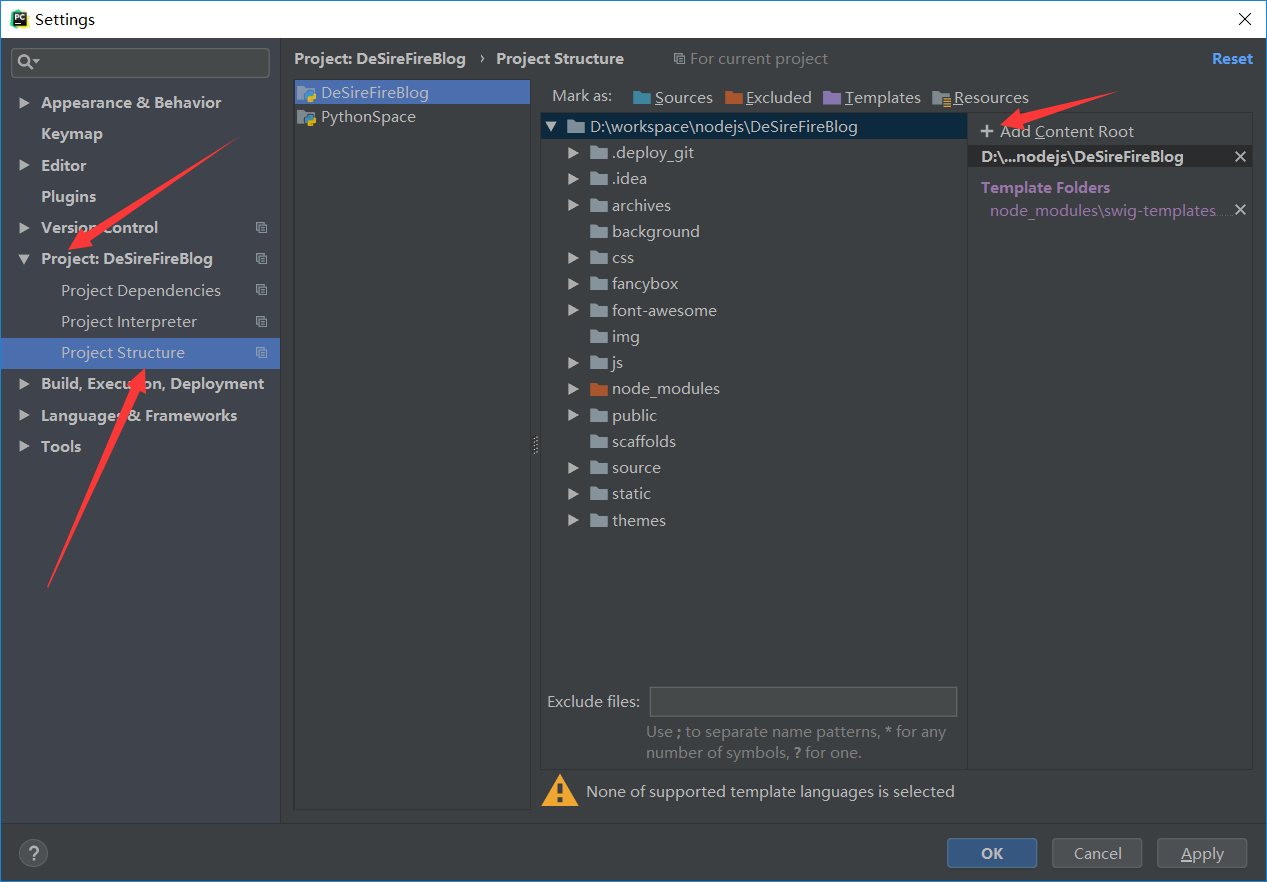 PC Settings
Project: DeSireFireBlog › Project Structure For current project Reset
Appearance & Behavior
Keymap
Editor
Plugins
Version Control
Project: DeSireFireBlog
Project Dependencies
Project Interpreter
Project Structure
Build, Execution, Deployment
Languages & Frameworks
Tools
DeSireFireBlog
PythonSpace
Mark as: Sources Excluded Templates Resources
D:\workspace\nodejs\DeSireFireBlog
.deploy_git
.idea
archives
background
css
fancybox
font-awesome
img
js
node_modules
public
scaffolds
source
static
themes
+ Add Content Root
D:\...nodejs\DeSireFireBlog
Template Folders
node_modules\swig-templates
Exclude files:
Use ; to separate name patterns, * for any
number of symbols, ? for one.
None of supported template languages is selected
? OK Cancel Apply